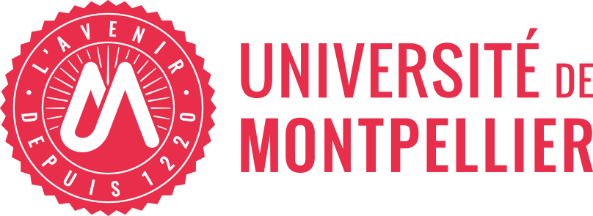 · L'AVENIR ·
DEPUIS 1220
UNIVERSITÉ DE
MONTPELLIER